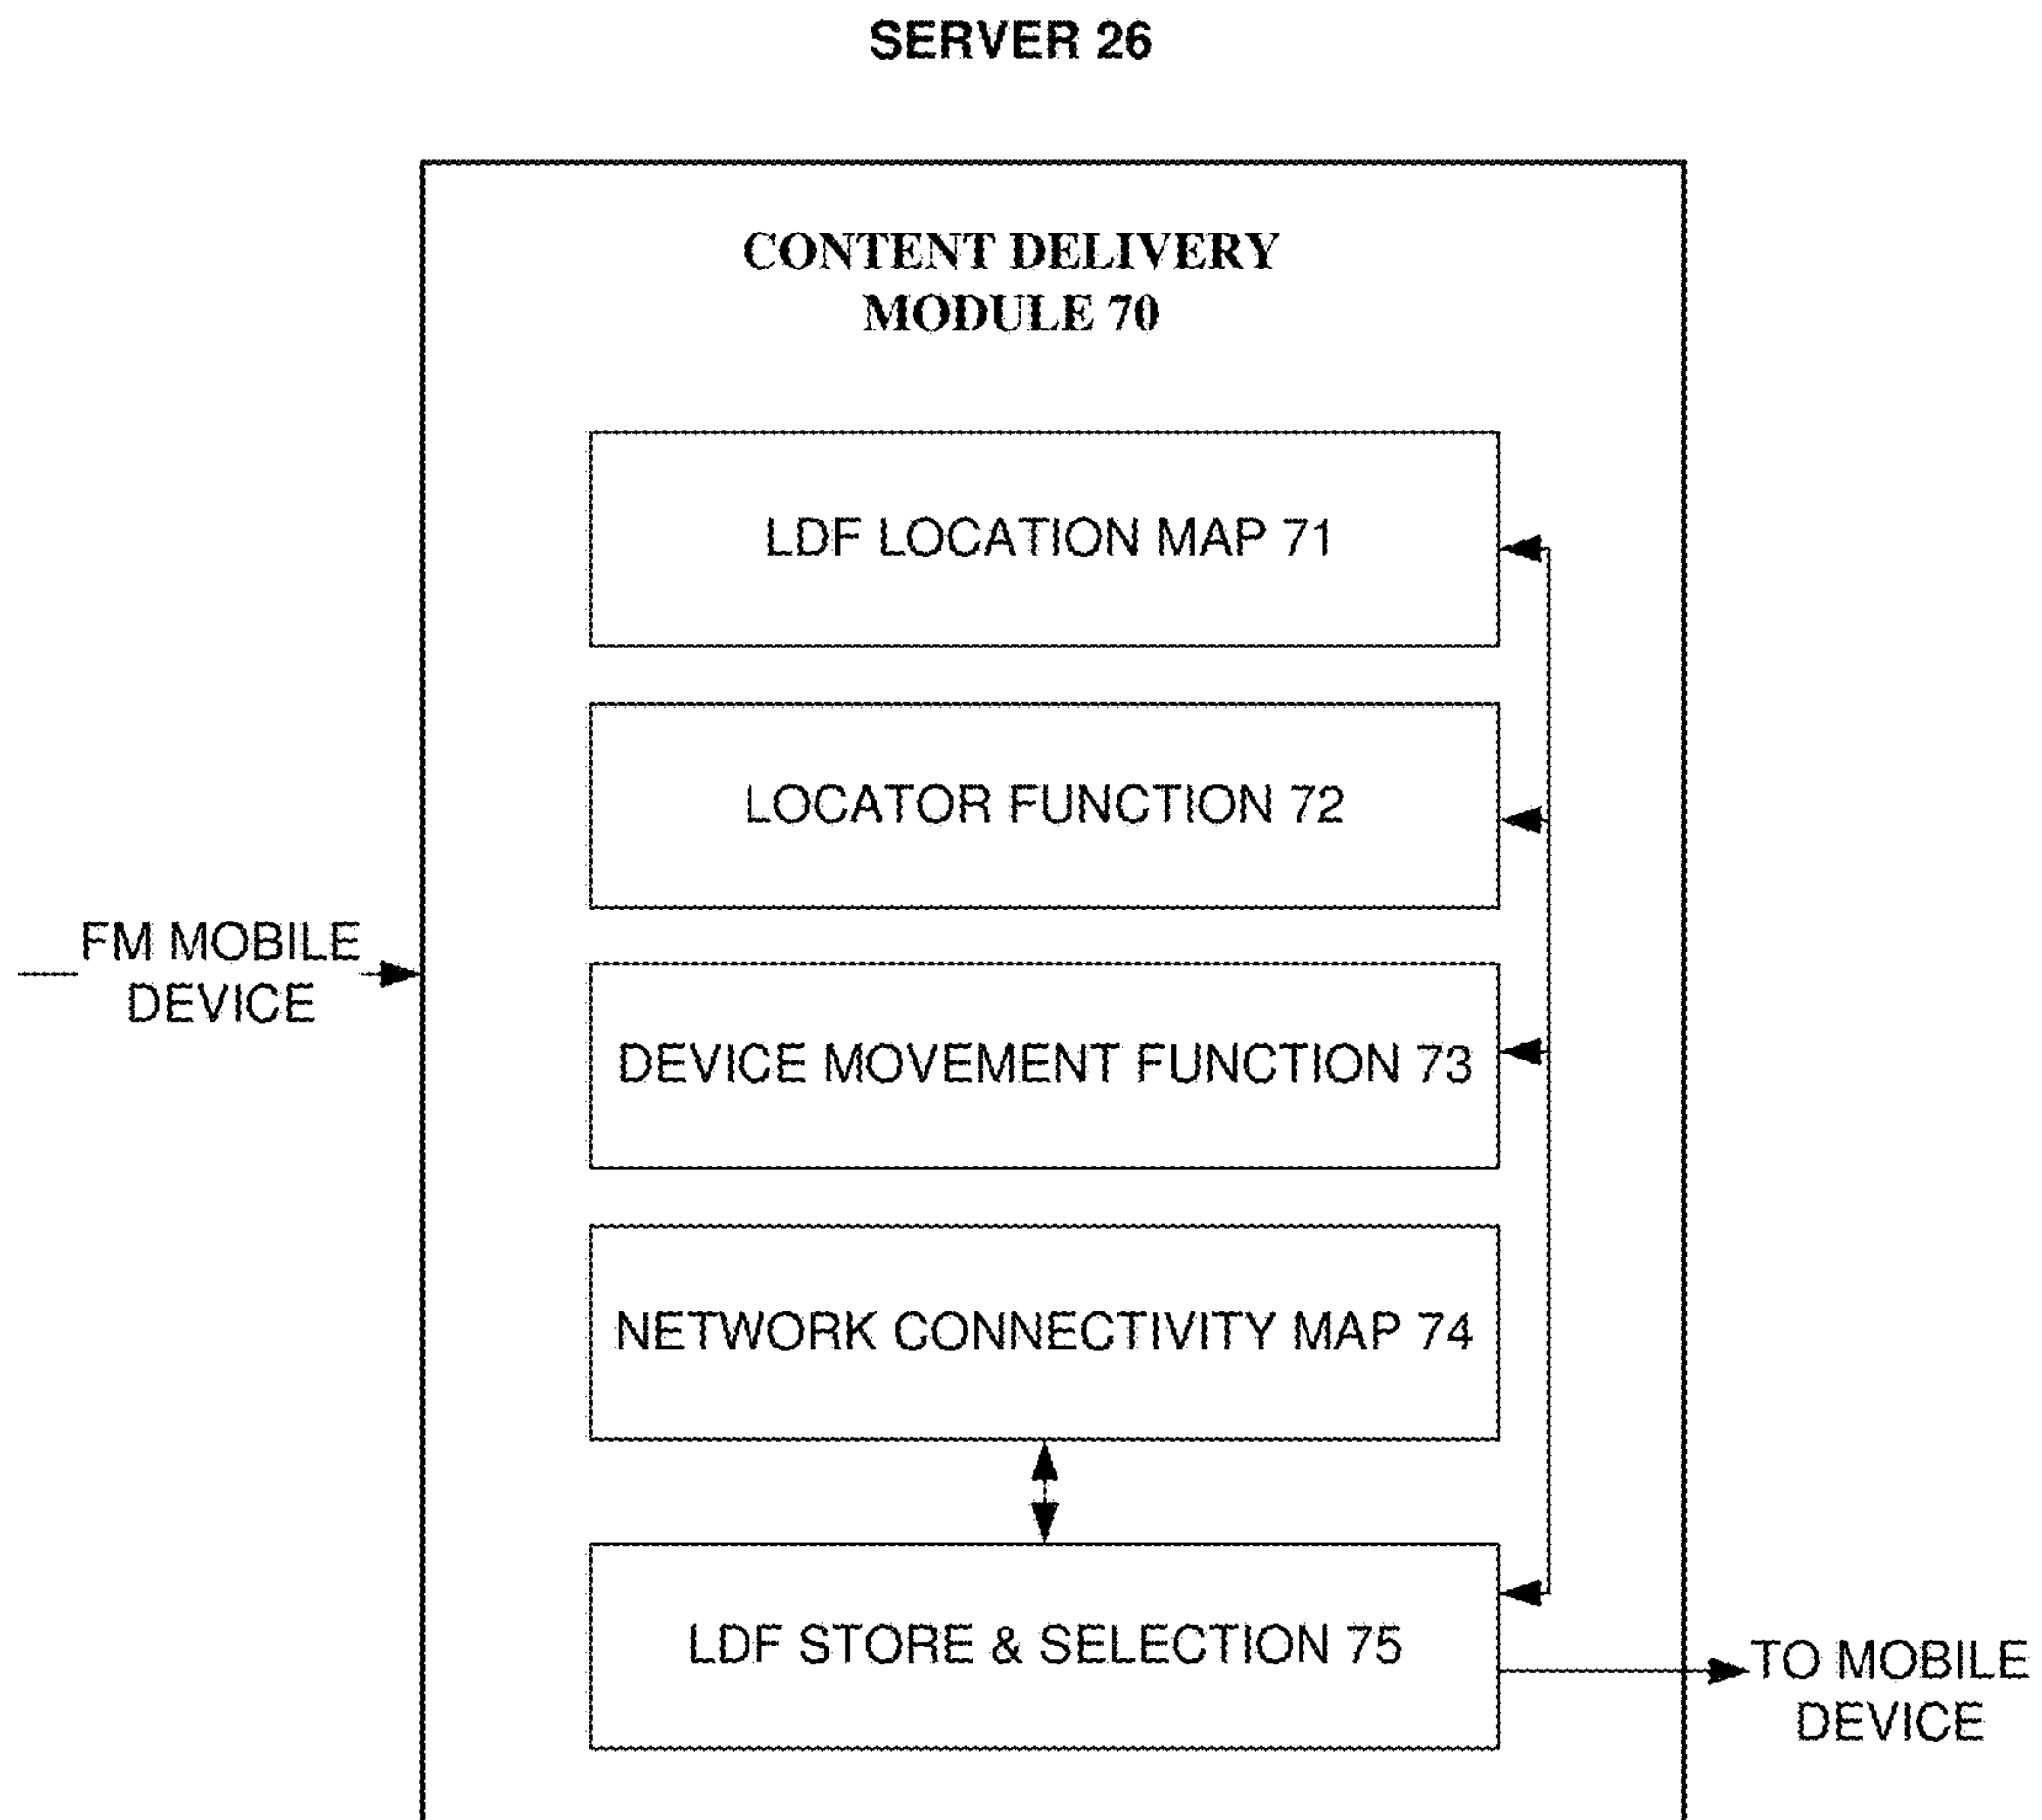 SERVER 26
CONTENT DELIVERY
MODULE 70
LDF LOCATION MAP 71
LOCATOR FUNCTION 72
FM MOBILE
DEVICE
DEVICE MOVEMENT FUNCTION 73
NETWORK CONNECTIVITY MAP 74
LDF STORE & SELECTION 75
TO MOBILE
DEVICE